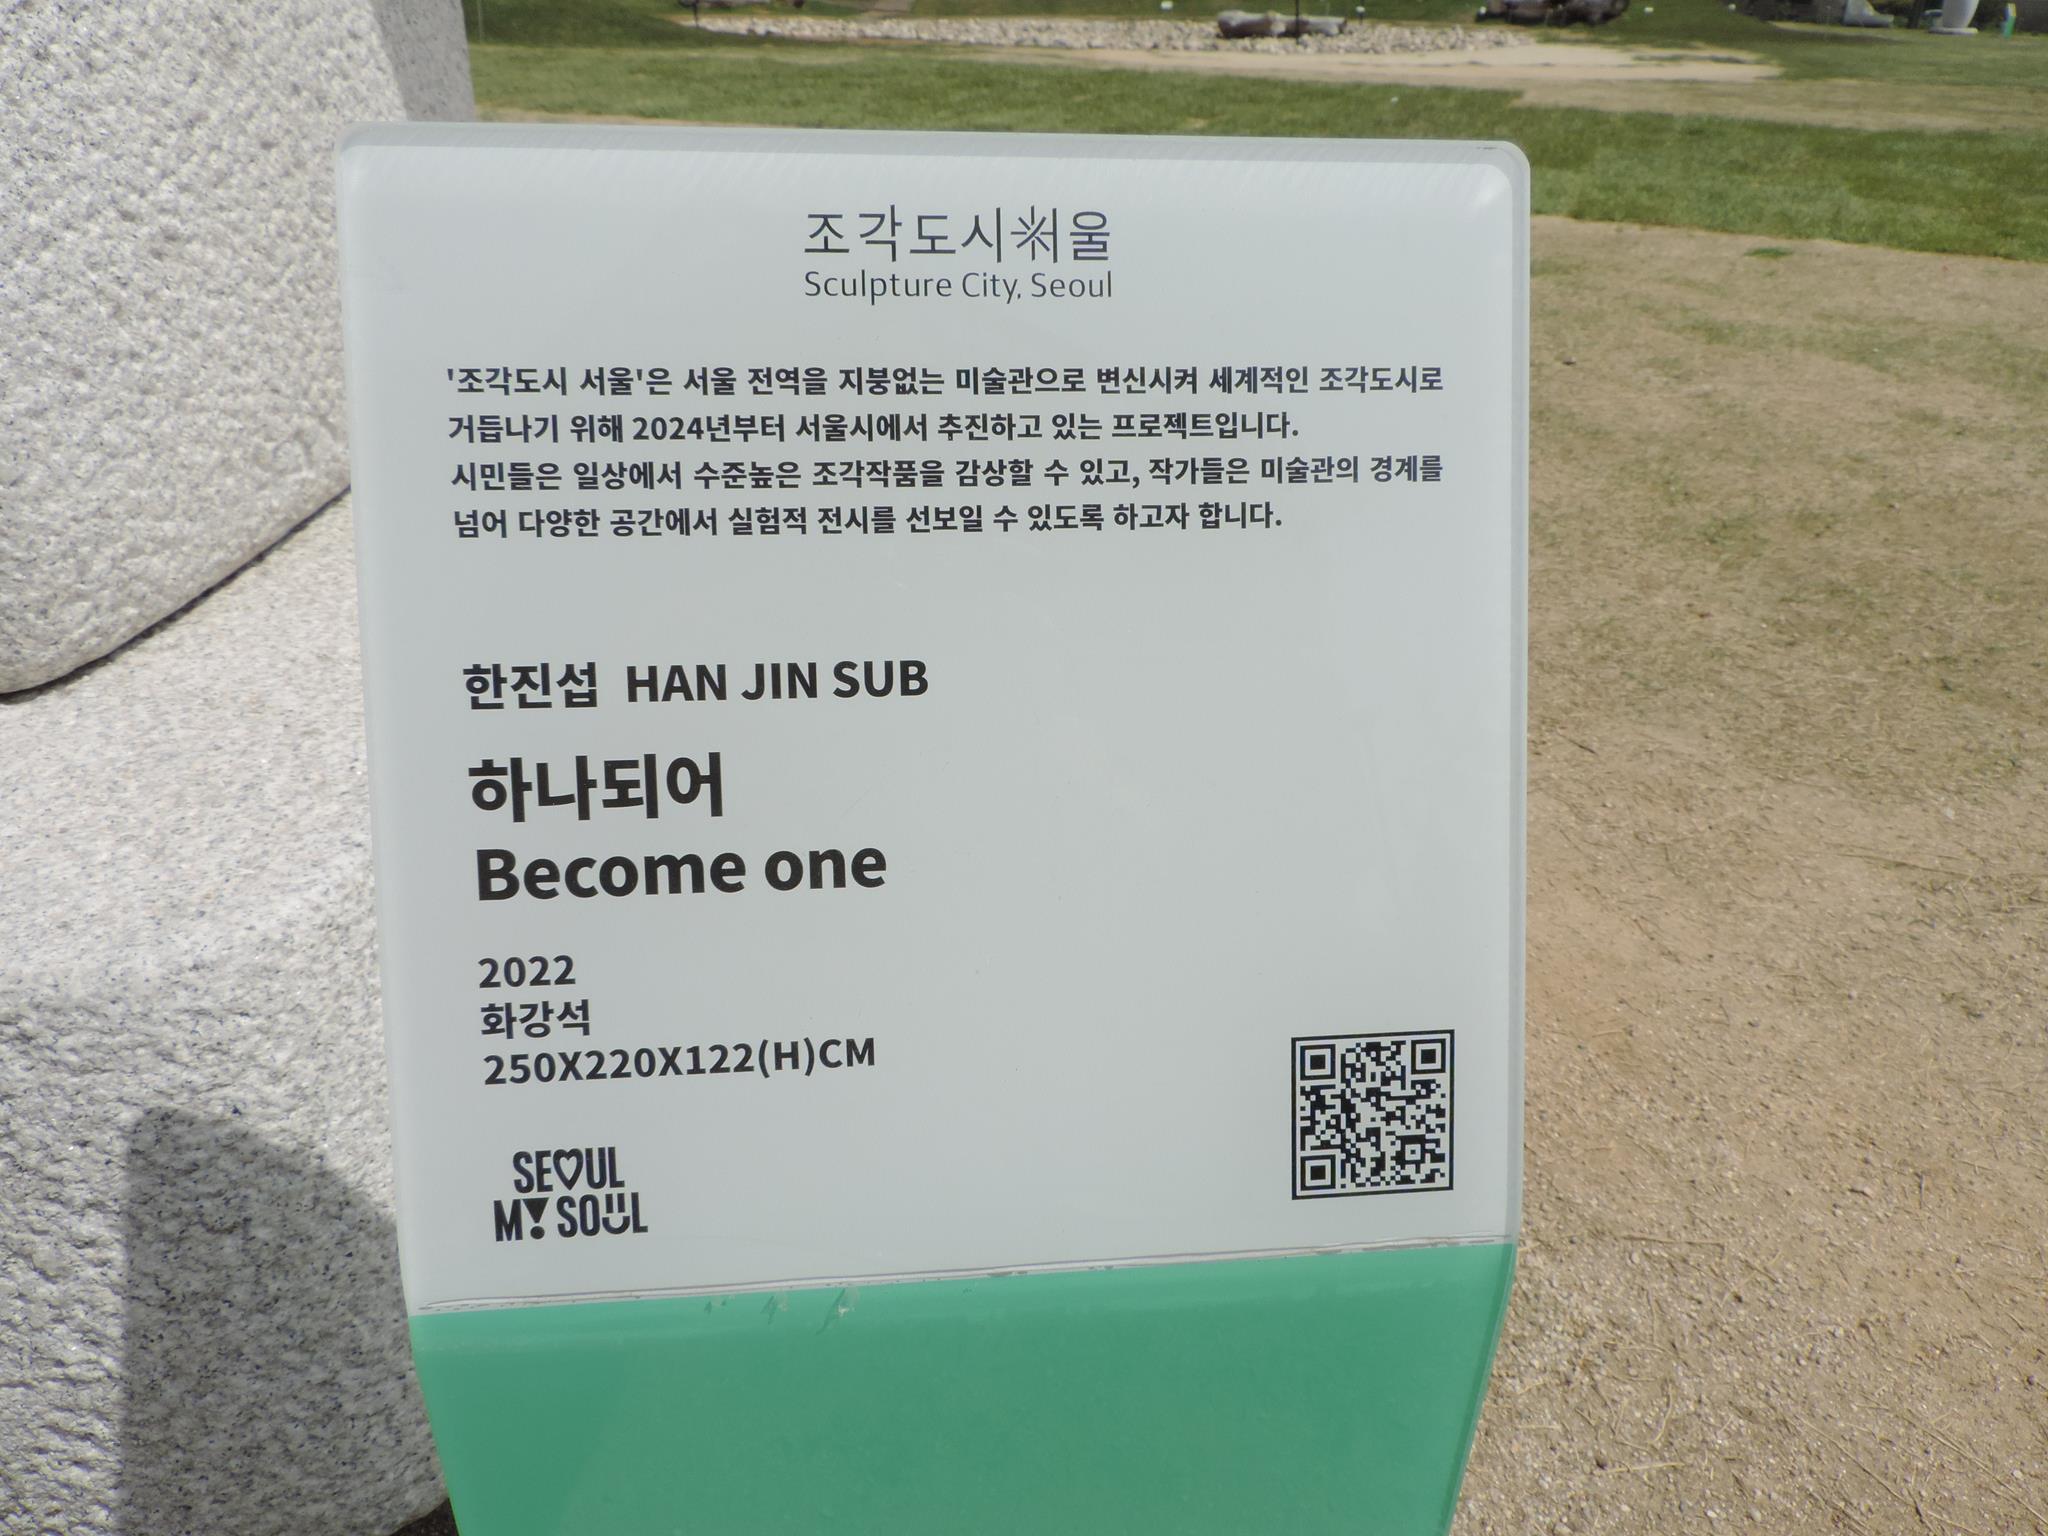 조각도시서울
Sculpture City, Seoul
'조각도시 서울'은 서울 전역을 지붕없는 미술관으로 변신시켜 세계적인 조각도시로
거듭나기 위해 2024년부터 서울시에서 추진하고 있는 프로젝트입니다.
시민들은 일상에서 수준높은 조각작품을 감상할 수 있고, 작가들은 미술관의 경계를
넘어 다양한 공간에서 실험적 전시를 선보일 수 있도록 하고자 합니다.
한진섭 HAN JIN SUB
하나되어
Become one
2022
화강석
250X220X122(H)CM
SEOUL
MY SOUL